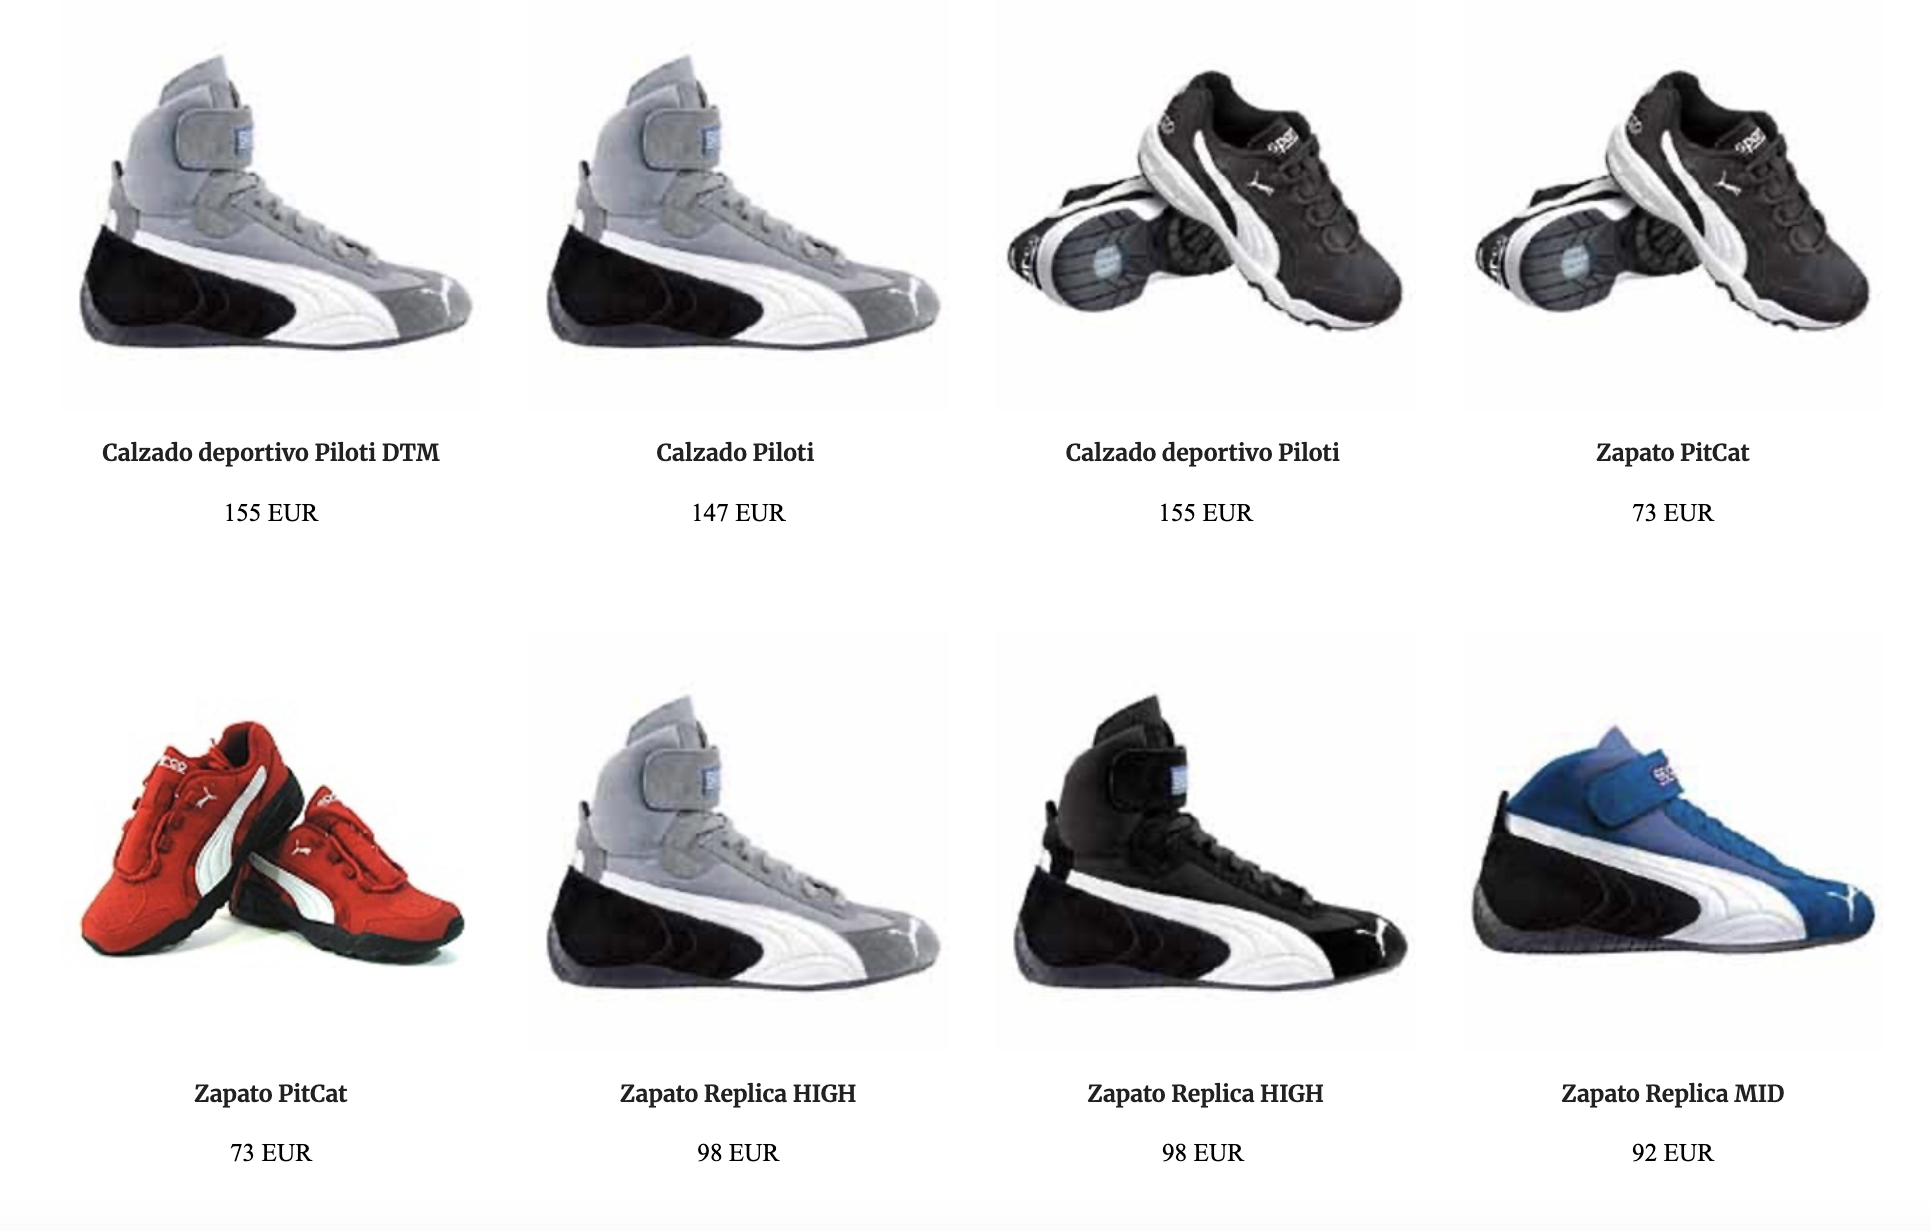 Calzado deportivo Piloti DTM
155 EUR
Calzado Piloti
147 EUR
Calzado deportivo Piloti
155 EUR
Zapato PitCat
73 EUR
Zapato PitCat
73 EUR
Zapato Replica HIGH
98 EUR
Zapato Replica HIGH
98 EUR
Zapato Replica MID
92 EUR